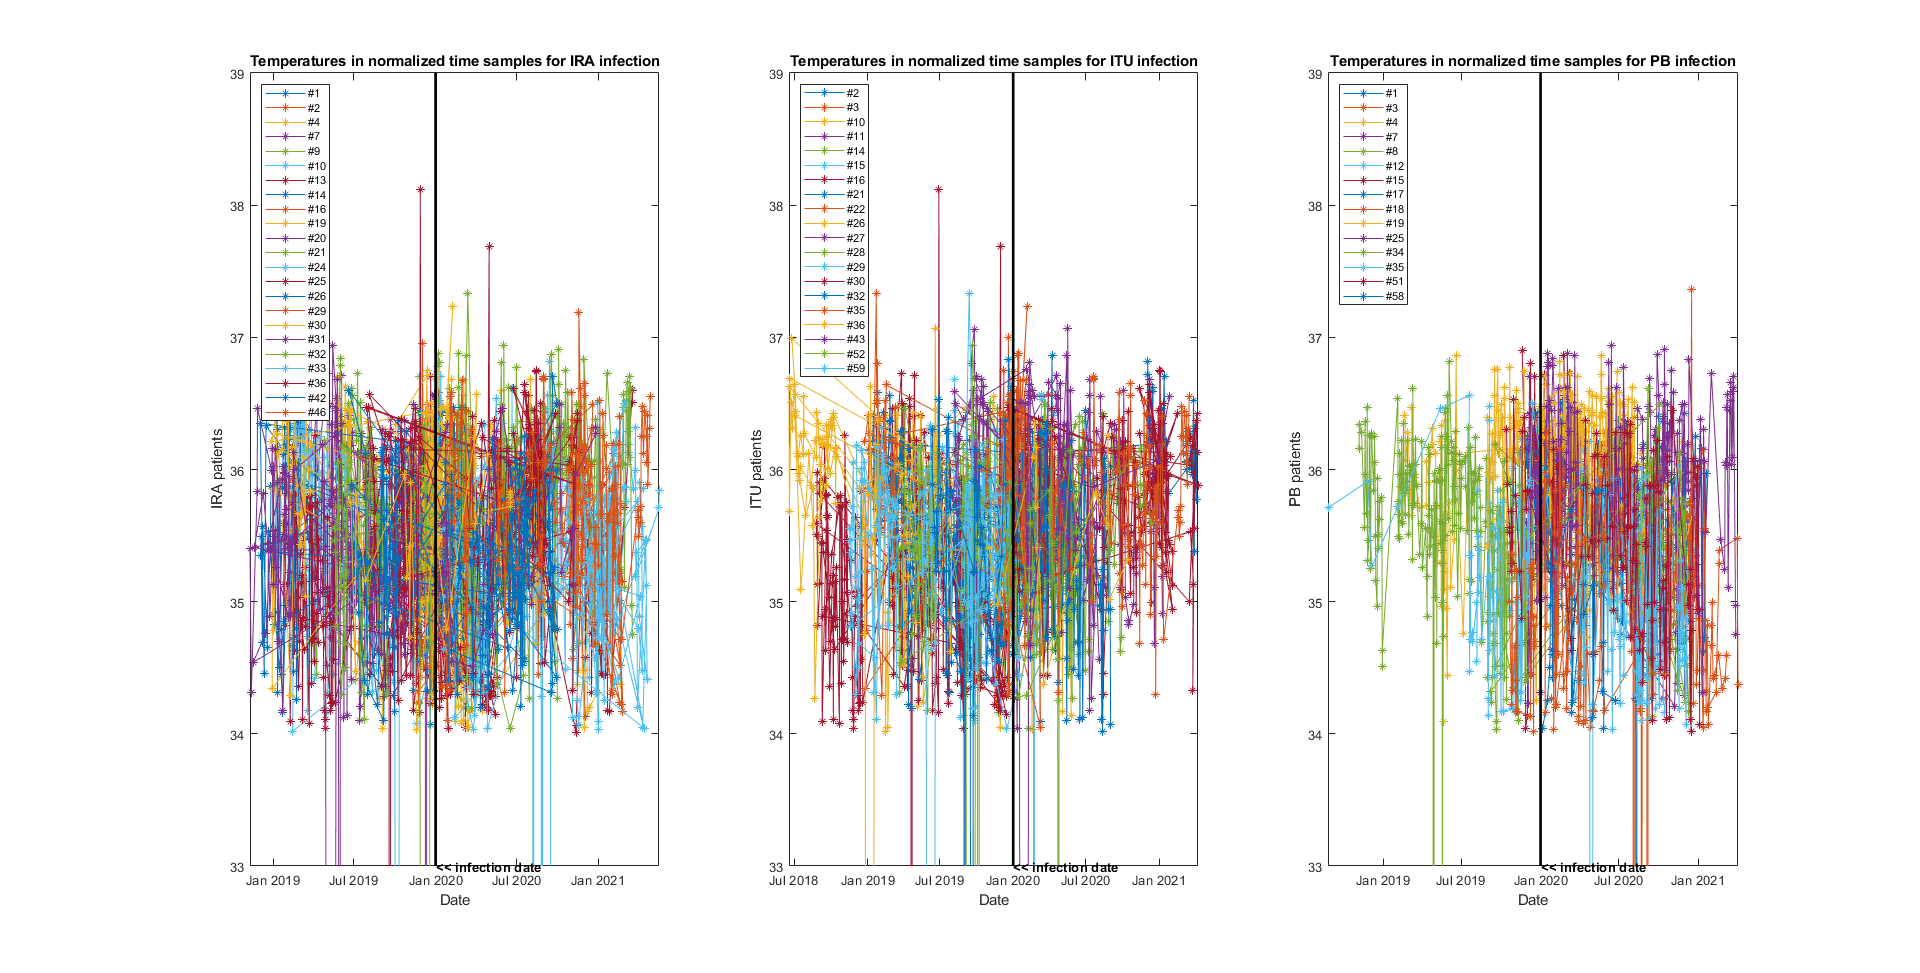 Temperatures in normalized time samples for IRA infection
39
38
37
36
35
34
33
IRA patients
#1
#2
#4
#7
#9
#10
#13
#14
#16
#19
#20
#21
#24
#25
#26
#29
#30
#31
#32
#33
#36
#42
#46
<< infection date
Jan 2019
Jul 2019
Jan 2020
Jul 2020
Jan 2021
Date
Temperatures in normalized time samples for ITU infection
39
38
37
36
35
34
33
ITU patients
#2
#3
#10
#11
#14
#15
#16
#21
#22
#26
#27
#28
#29
#30
#32
#35
#36
#43
#52
#59
<< infection date
Jul 2018
Jan 2019
Jul 2019
Jan 2020
Jul 2020
Jan 2021
Date
Temperatures in normalized time samples for PB infection
39
38
37
36
35
34
33
PB patients
#1
#3
#4
#7
#8
#12
#15
#17
#18
#19
#25
#34
#35
#51
#58
<< infection date
Jan 2019
Jul 2019
Jan 2020
Jul 2020
Jan 2021
Date